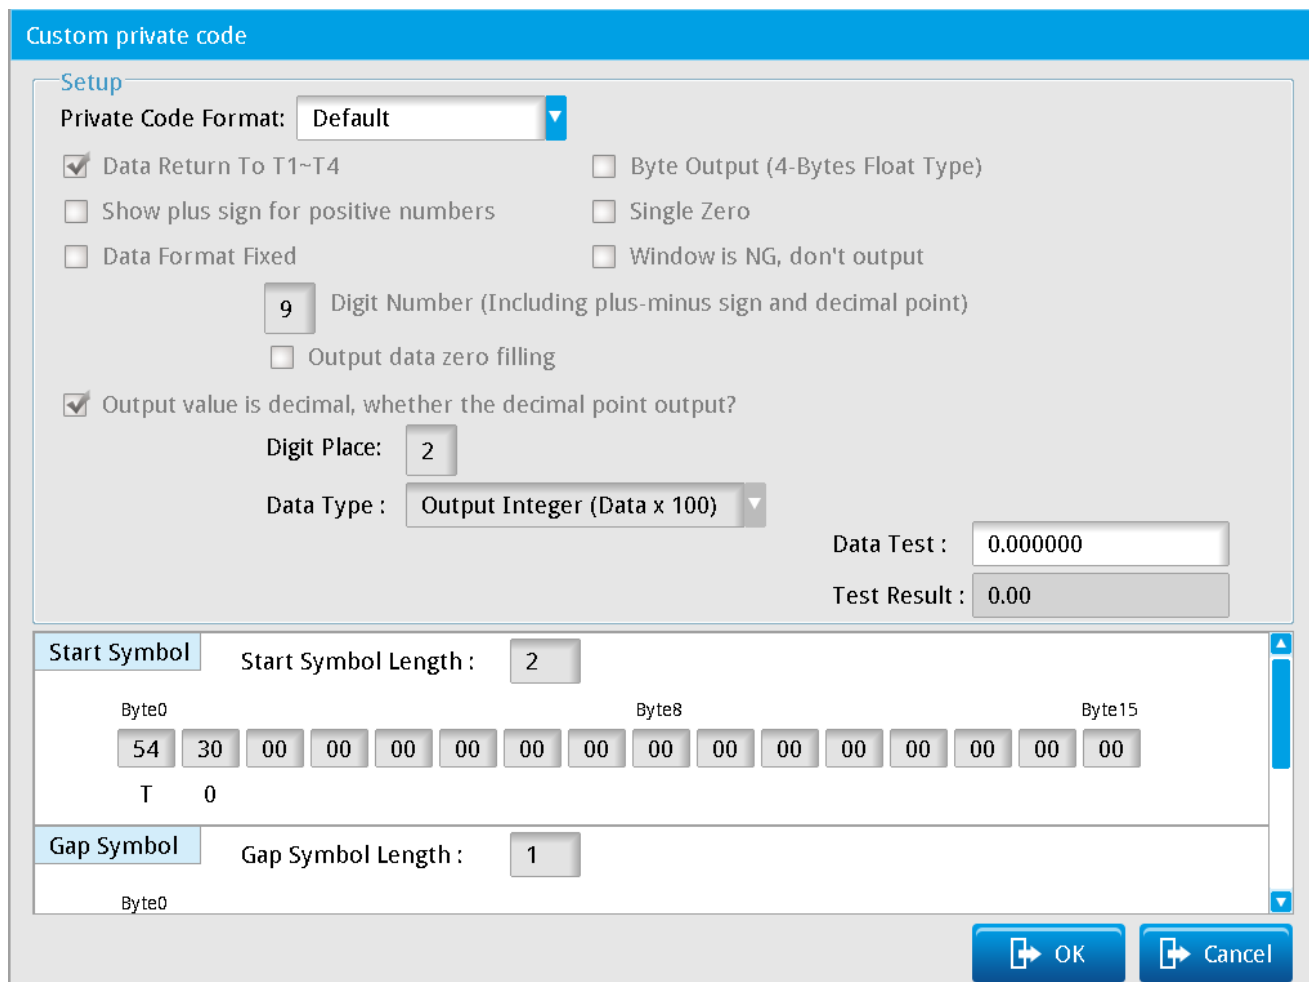 Custom private code
Setup
Private Code Format: Default
Data Return To T1~T4 Byte Output (4-Bytes Float Type)
Show plus sign for positive numbers Single Zero
Data Format Fixed Window is NG, don't output
9 Digit Number (Including plus-minus sign and decimal point)
Output data zero filling
Output value is decimal, whether the decimal point output?
Digit Place: 2
Data Type : Output Integer (Data x 100)
Data Test : 0.000000
Test Result : 0.00
Start Symbol Start Symbol Length : 2
Byte0 Byte8 Byte15
54 30 00 00 00 00 00 00 00 00 00 00 00 00 00 00
T 0
Gap Symbol Gap Symbol Length : 1
Byte0
OK Cancel